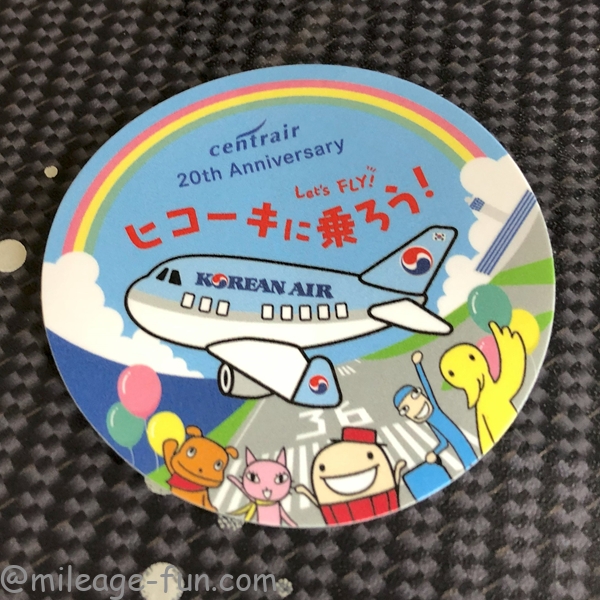 centrair
20th Anniversary
Let's FLY!
ヒコーキに乗ろう!
KOREAN AIR
36
@mileage-fun.com